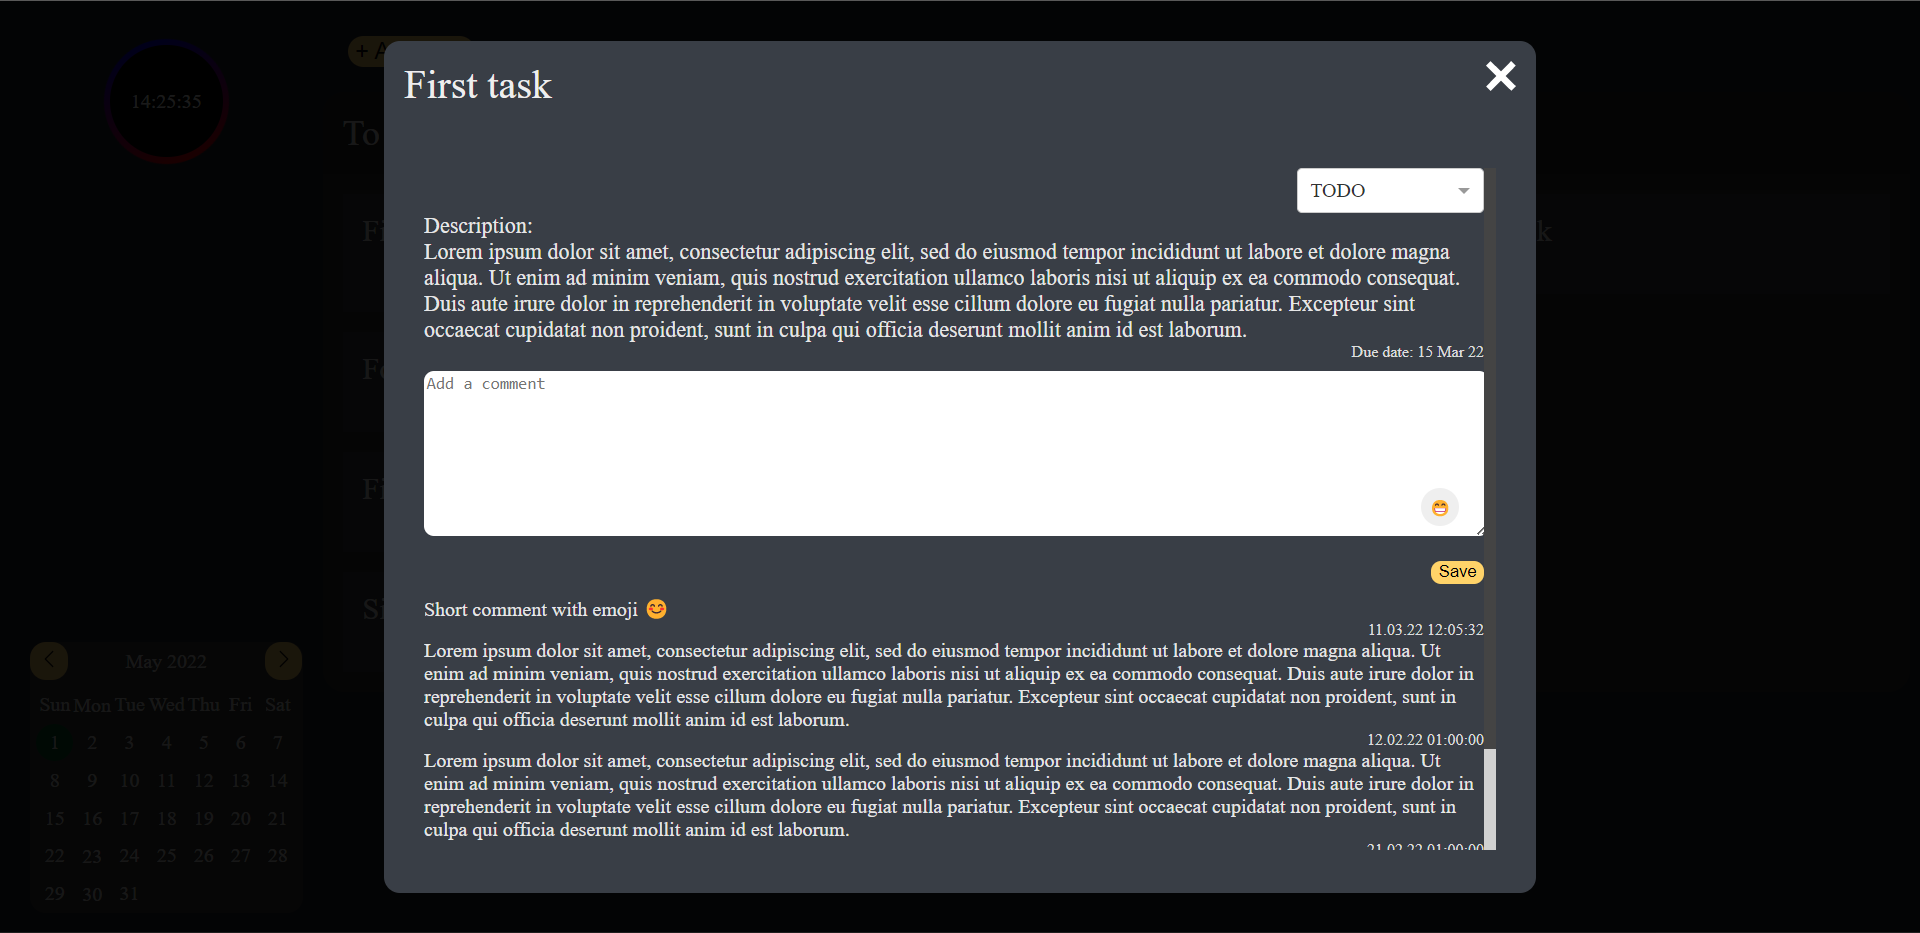 14:25:35
+ A
To
First task
TODO
Description:
Lorem ipsum dolor sit amet, consectetur adipiscing elit, sed do eiusmod tempor incididunt ut labore et dolore magna
aliqua. Ut enim ad minim veniam, quis nostrud exercitation ullamco laboris nisi ut aliquip ex ea commodo consequat.
Duis aute irure dolor in reprehenderit in voluptate velit esse cillum dolore eu fugiat nulla pariatur. Excepteur sint
occaecat cupidatat non proident, sunt in culpa qui officia deserunt mollit anim id est laborum.
Due date: 15 Mar 22
Add a comment
😁
Save
Short comment with emoji 😊
11.03.22 12:05:32
Lorem ipsum dolor sit amet, consectetur adipiscing elit, sed do eiusmod tempor incididunt ut labore et dolore magna aliqua. Ut
enim ad minim veniam, quis nostrud exercitation ullamco laboris nisi ut aliquip ex ea commodo consequat. Duis aute irure dolor in
reprehenderit in voluptate velit esse cillum dolore eu fugiat nulla pariatur. Excepteur sint occaecat cupidatat non proident, sunt in
culpa qui officia deserunt mollit anim id est laborum.
12.02.22 01:00:00
Lorem ipsum dolor sit amet, consectetur adipiscing elit, sed do eiusmod tempor incididunt ut labore et dolore magna aliqua. Ut
enim ad minim veniam, quis nostrud exercitation ullamco laboris nisi ut aliquip ex ea commodo consequat. Duis aute irure dolor in
reprehenderit in voluptate velit esse cillum dolore eu fugiat nulla pariatur. Excepteur sint occaecat cupidatat non proident, sunt in
culpa qui officia deserunt mollit anim id est laborum.
21.02.22 01:00:00
Fi
Fo
Fi
Si
k
May 2022
Sun Mon Tue Wed Thu Fri Sat
1 2 3 4 5 6 7
8 9 10 11 12 13 14
15 16 17 18 19 20 21
22 23 24 25 26 27 28
29 30 31